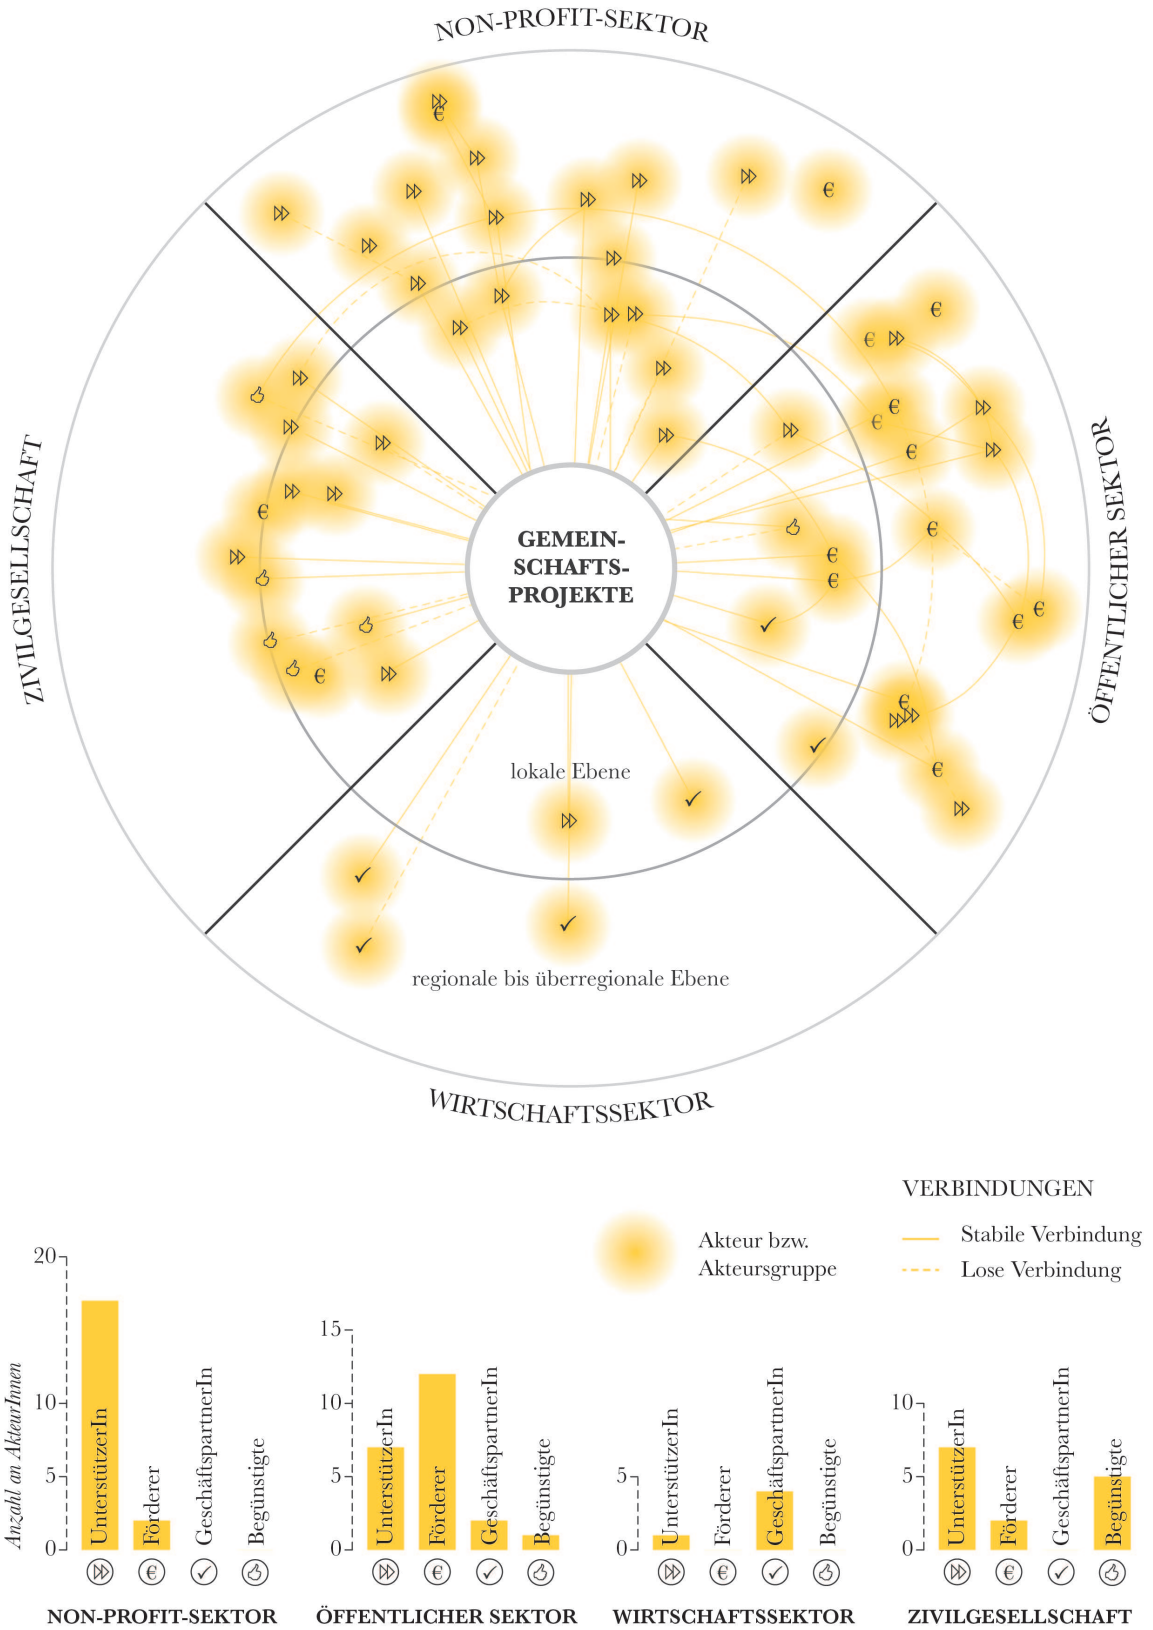 NON-PROFIT-SEKTOR
ZIVILGESELLSCHAFT
ÖFFENTLICHER SEKTOR
GEMEIN-
SCHAFTS-
PROJEKTE
lokale Ebene
regionale bis überregionale Ebene
WIRTSCHAFTSSEKTOR
VERBINDUNGEN
Akteur bzw.
Akteursgruppe
Stabile Verbindung
Lose Verbindung
Anzahl an AkteurInnen
20
10
5
0
UnterstützerIn
Förderer
GeschäftspartnerIn
Begünstigte
NON-PROFIT-SEKTOR
15
10
5
0
UnterstützerIn
Förderer
GeschäftspartnerIn
Begünstigte
ÖFFENTLICHER SEKTOR
5
0
UnterstützerIn
Förderer
GeschäftspartnerIn
Begünstigte
WIRTSCHAFTSSEKTOR
10
5
0
UnterstützerIn
Förderer
GeschäftspartnerIn
Begünstigte
ZIVILGESELLSCHAFT